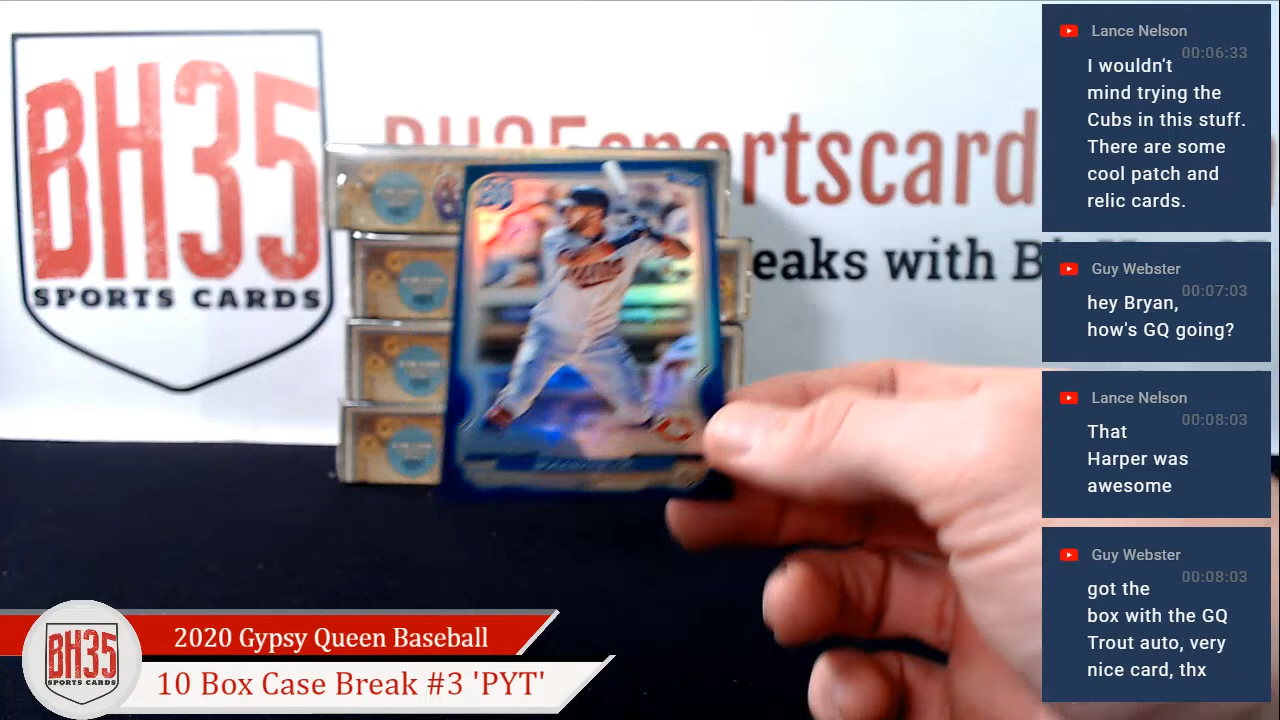 BH35
SPORTS CARDS
BH35sportscard
eaks with B
TWINS
BH35
SPORTS CARDS
2020 Gypsy Queen Baseball
10 Box Case Break #3 'PYT'
Lance Nelson
00:06:33
I wouldn't
mind trying the
Cubs in this stuff.
There are some
cool patch and
relic cards.
Guy Webster
00:07:03
hey Bryan,
how's GQ going?
Lance Nelson
00:08:03
That
Harper was
awesome
Guy Webster
00:08:03
got the
box with the GQ
Trout auto, very
nice card, thx